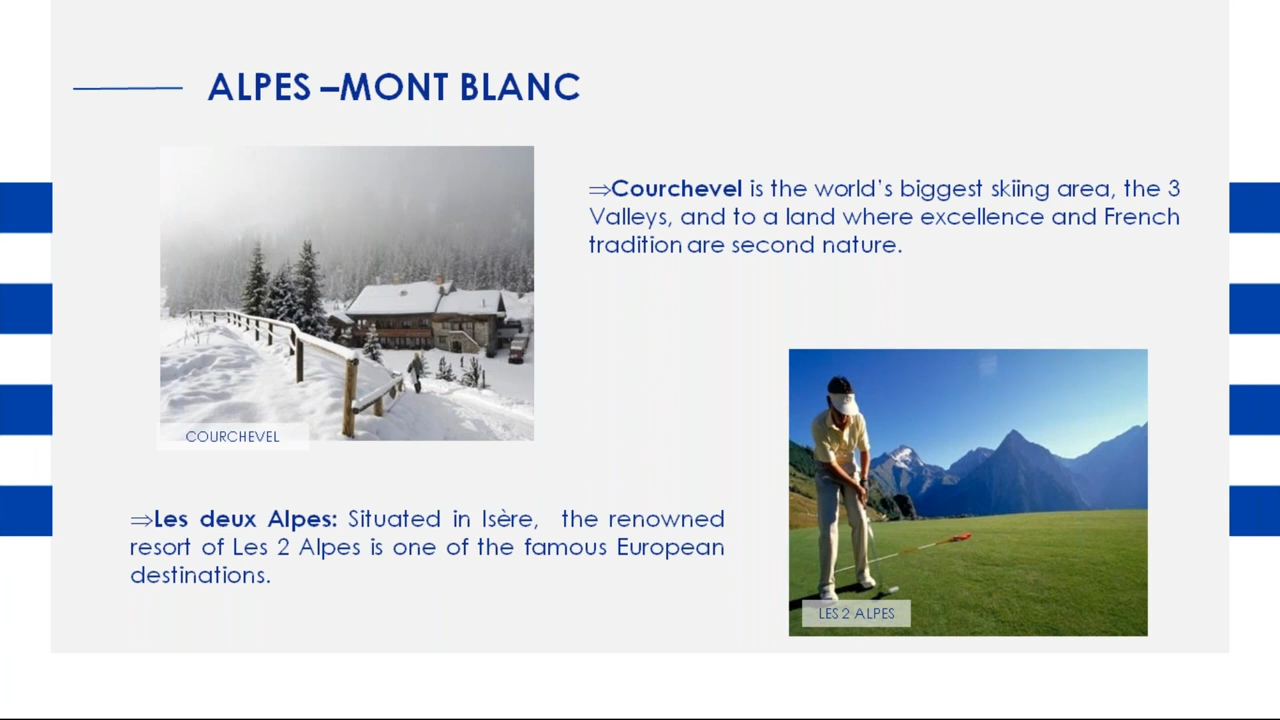 ALPES –MONT BLANC
⇒Courchevel is the world’s biggest skiing area, the 3
Valleys, and to a land where excellence and French
tradition are second nature.
COURCHEVEL
⇒Les deux Alpes: Situated in Isère, the renowned
resort of Les 2 Alpes is one of the famous European
destinations.
LES 2 ALPES